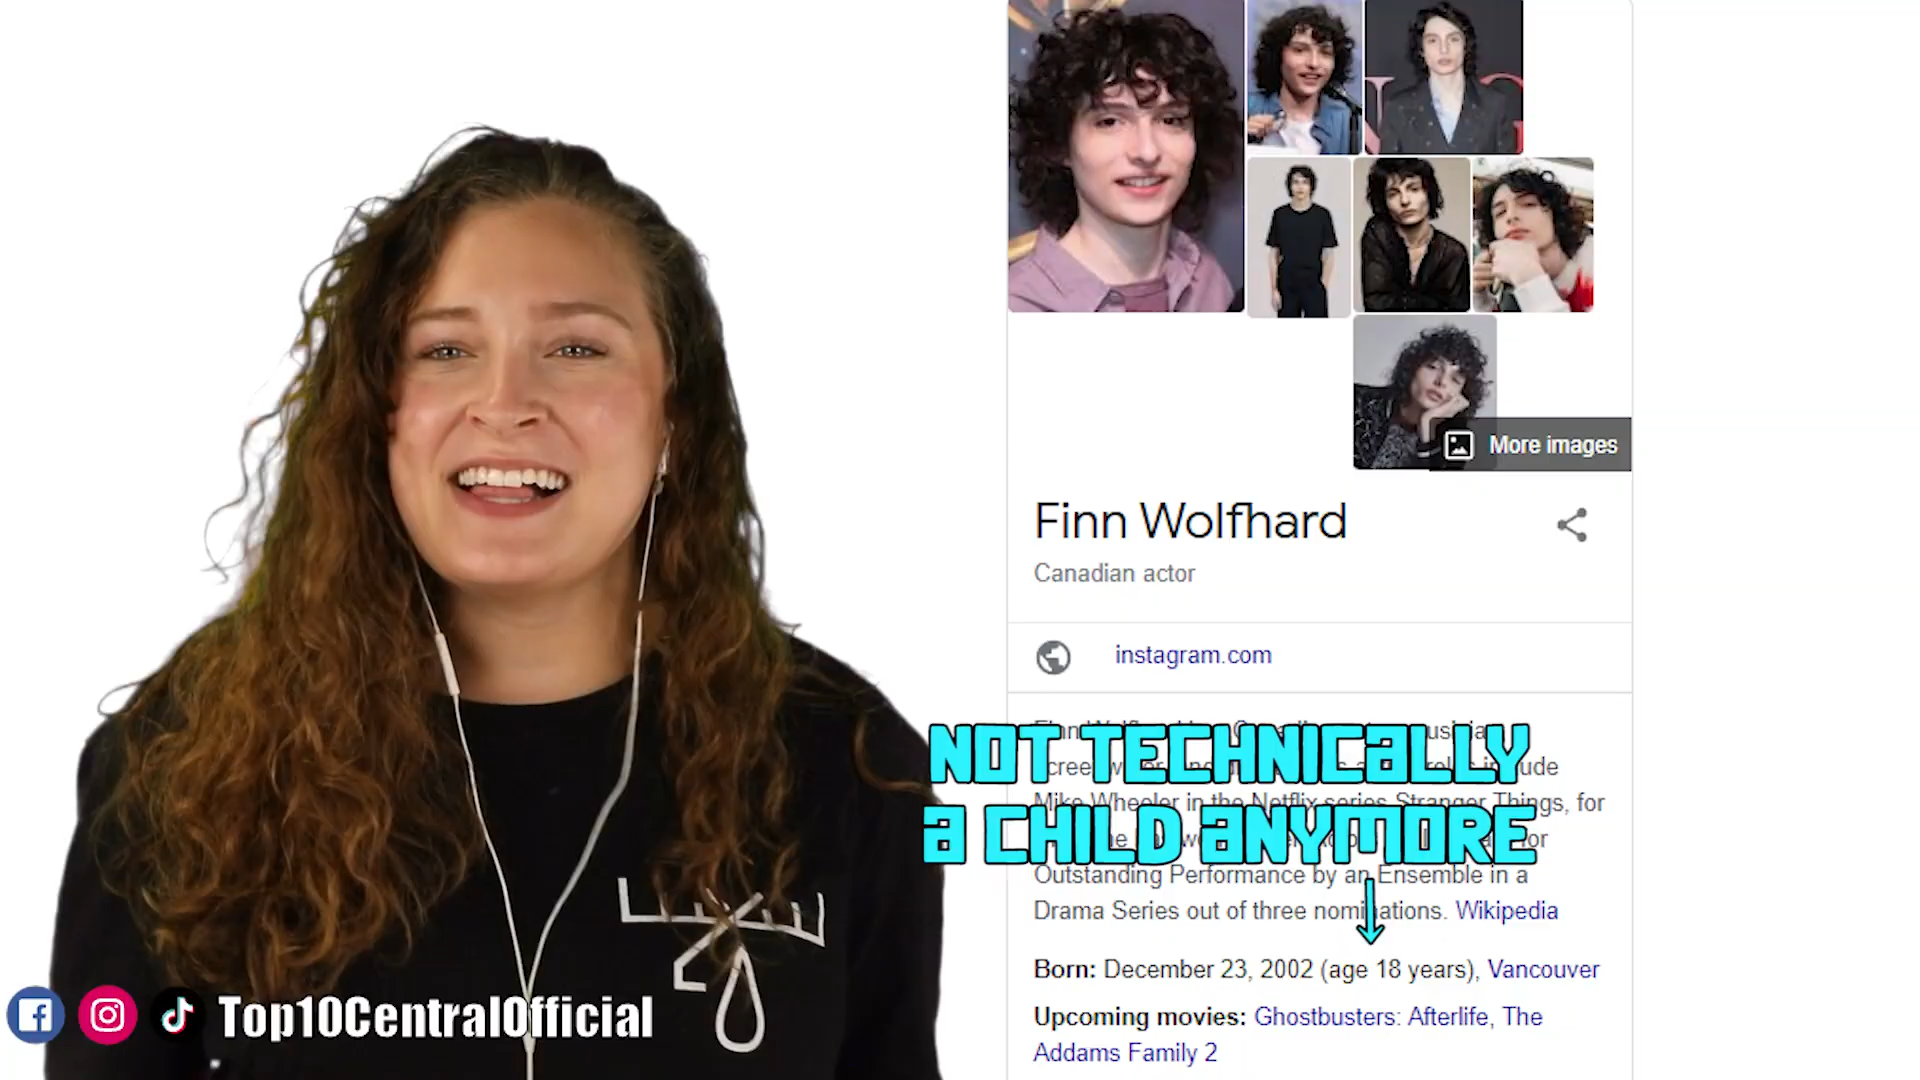 More images
Finn Wolfhard
Canadian actor
instagram.com
NOT TECHNICALLY
A CHILD ANYMORE
Mike Wheeler in the Netflix series Stranger Things, for
Outstanding Performance by an Ensemble in a
Drama Series out of three nominations. Wikipedia
Born: December 23, 2002 (age 18 years), Vancouver
Upcoming movies: Ghostbusters: Afterlife, The
Addams Family 2
Top10CentralOfficial